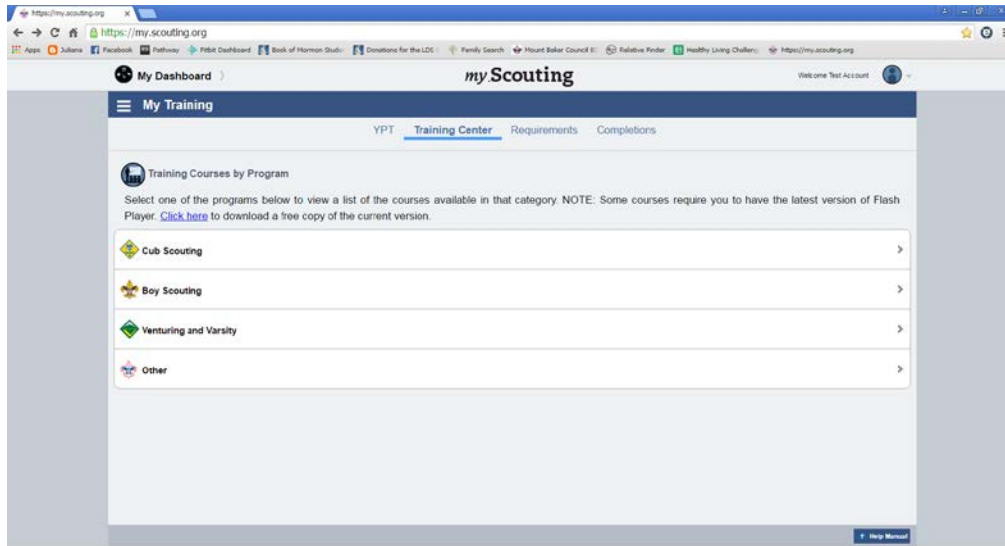 https://my.scouting.org
https://my.scouting.org
Apps Juliana Facebook Pathway Fitbit Dashboard Book of Mormon Studi Donations for the LDS Family Search Mount Baker Council Relative Finder Healthy Living Challen https://my.scouting.org
My Dashboard my.Scouting Welcome Test Account
My Training
YPT Training Center Requirements Completions
Training Courses by Program
Select one of the programs below to view a list of the courses available in that category. NOTE: Some courses require you to have the latest version of Flash
Player. Click here to download a free copy of the current version.
Cub Scouting
Boy Scouting
Venturing and Varsity
Other
Help Manual